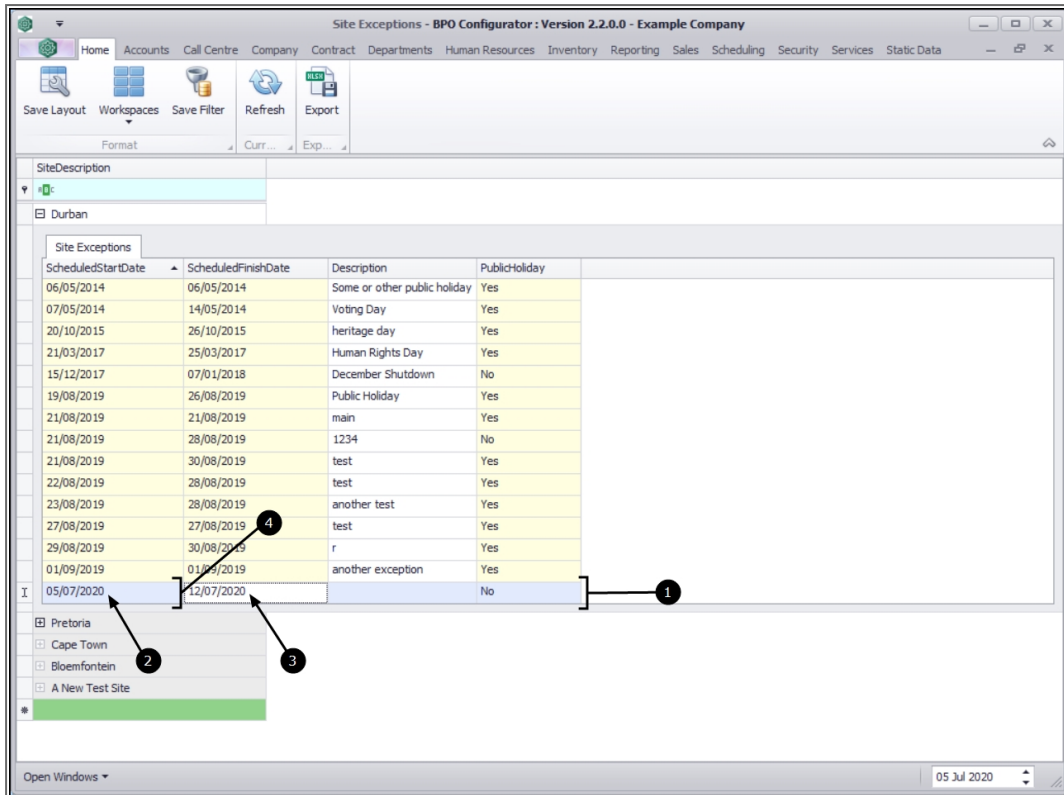 Site Exceptions - BPO Configurator : Version 2.2.0.0 - Example Company
Home Accounts Call Centre Company Contract Departments Human Resources Inventory Reporting Sales Scheduling Security Services Static Data
XLSX
Save Layout Workspaces Save Filter Refresh Export
Format Curr... Exp...
SiteDescription
Durban
Site Exceptions
ScheduledStartDate ScheduledFinishDate Description PublicHoliday
06/05/2014 06/05/2014 Some or other public holiday Yes
07/05/2014 14/05/2014 Voting Day Yes
20/10/2015 26/10/2015 heritage day Yes
21/03/2017 25/03/2017 Human Rights Day Yes
15/12/2017 07/01/2018 December Shutdown No
19/08/2019 26/08/2019 Public Holiday Yes
21/08/2019 21/08/2019 main Yes
21/08/2019 28/08/2019 1234 No
21/08/2019 30/08/2019 test Yes
22/08/2019 28/08/2019 test Yes
23/08/2019 28/08/2019 another test Yes
27/08/2019 27/08/2019 test Yes
4
29/08/2019 30/08/2019 r Yes
01/09/2019 01/09/2019 another exception Yes
05/07/2020 12/07/2020 No 1
Pretoria
Cape Town
Bloemfontein 2 3
A New Test Site
Open Windows 05 Jul 2020